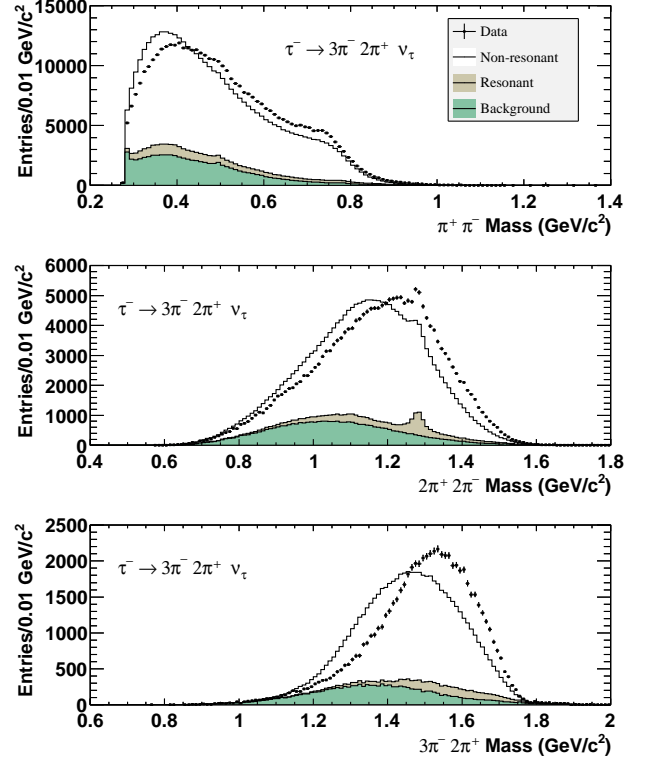 Entries/0.01 GeV/c²
15000
10000
5000
0
τ⁻ → 3π⁻ 2π⁺ ν_τ
Data
Non-resonant
Resonant
Background
0.2 0.4 0.6 0.8 1 1.2 1.4
π⁺ π⁻ Mass (GeV/c²)
Entries/0.01 GeV/c²
6000
5000
4000
3000
2000
1000
0
τ⁻ → 3π⁻ 2π⁺ ν_τ
0.4 0.6 0.8 1 1.2 1.4 1.6 1.8
2π⁺ 2π⁻ Mass (GeV/c²)
Entries/0.01 GeV/c²
2500
2000
1500
1000
500
0
τ⁻ → 3π⁻ 2π⁺ ν_τ
0.6 0.8 1 1.2 1.4 1.6 1.8 2
3π⁻ 2π⁺ Mass (GeV/c²)